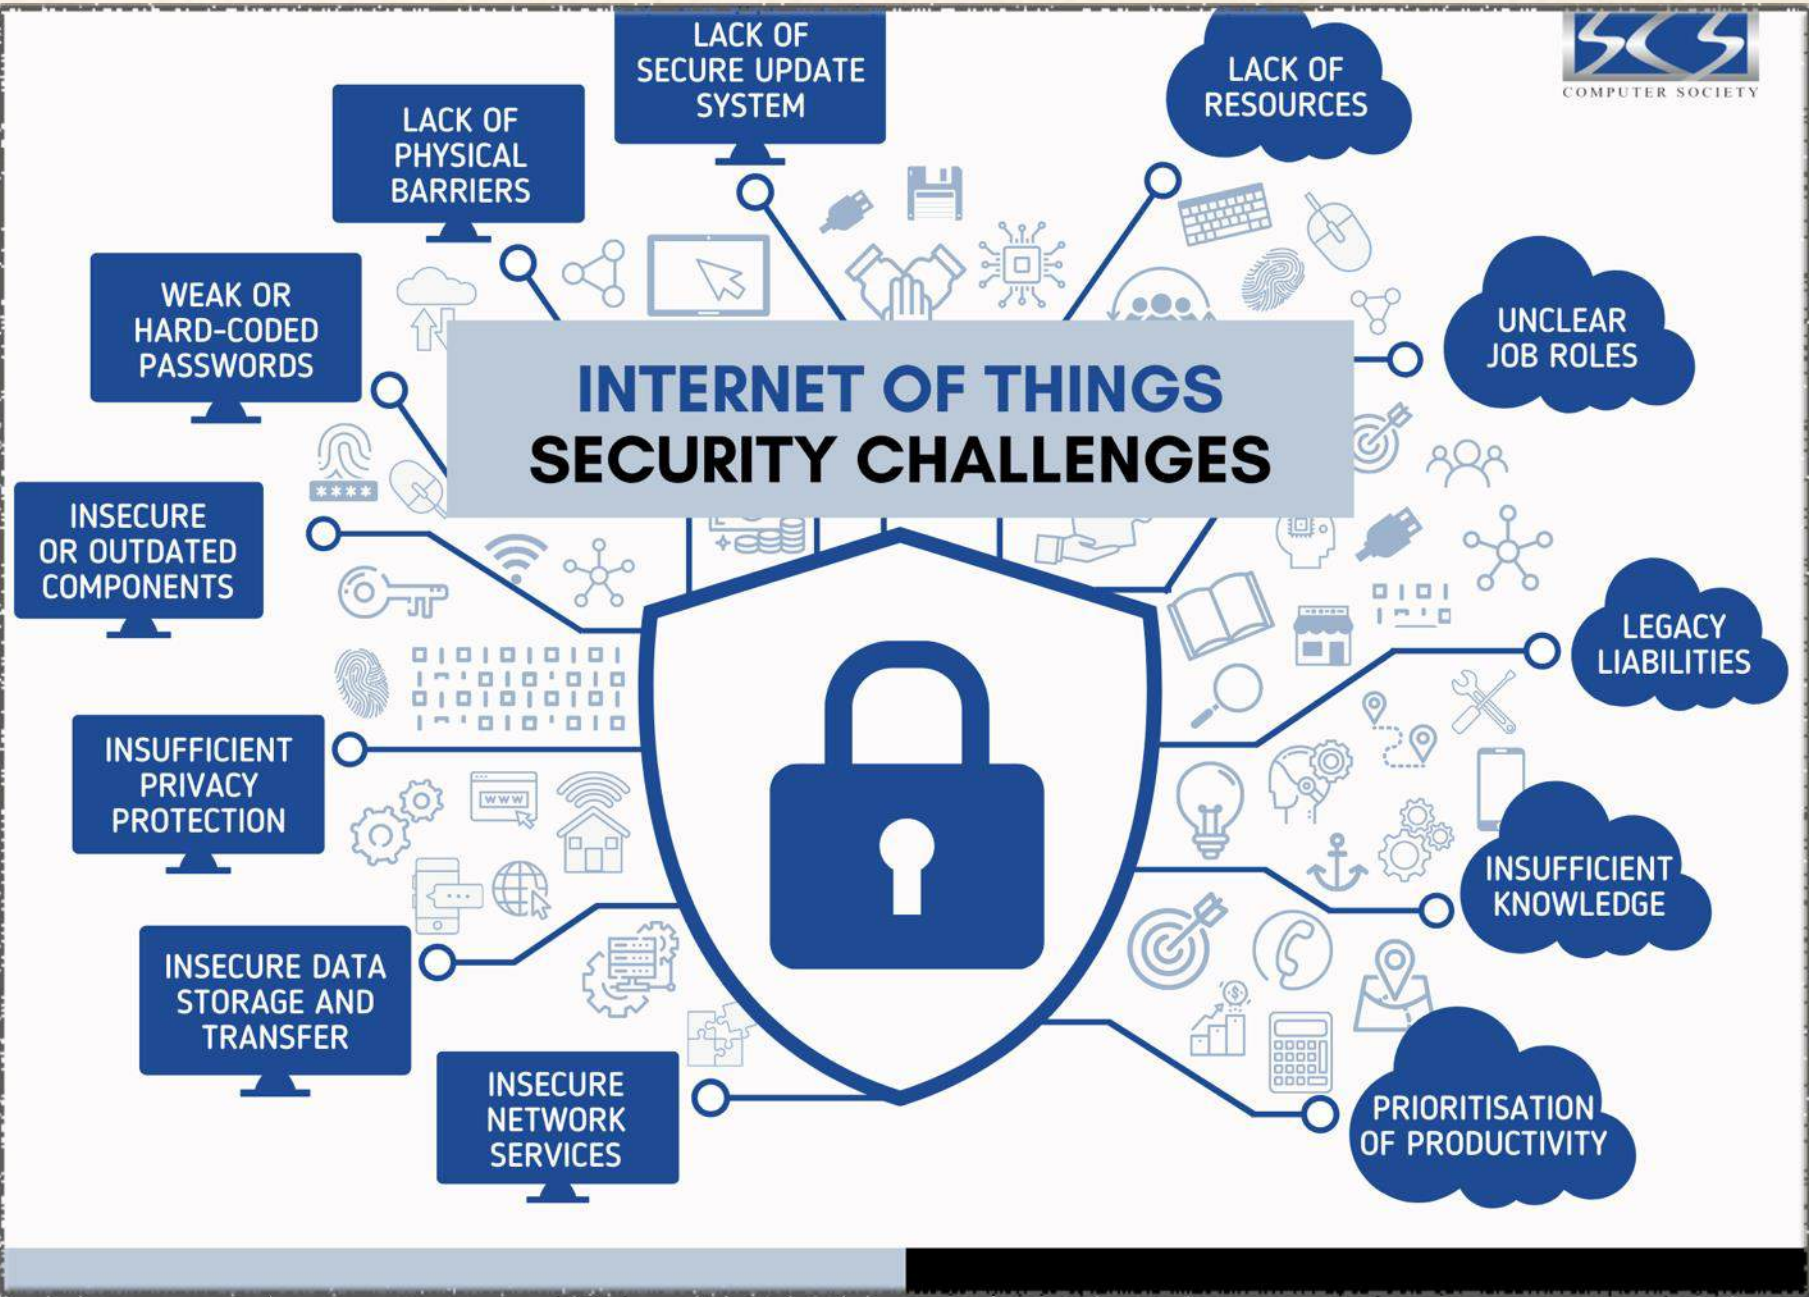 LACK OF
SECURE UPDATE
SYSTEM
LACK OF
RESOURCES
SCS
COMPUTER SOCIETY
LACK OF
PHYSICAL
BARRIERS
WEAK OR
HARD-CODED
PASSWORDS
UNCLEAR
JOB ROLES
INTERNET OF THINGS
SECURITY CHALLENGES
****
INSECURE
OR OUTDATED
COMPONENTS
LEGACY
LIABILITIES
INSUFFICIENT
PRIVACY
PROTECTION
WWW
INSUFFICIENT
KNOWLEDGE
INSECURE DATA
STORAGE AND
TRANSFER
INSECURE
NETWORK
SERVICES
PRIORITISATION
OF PRODUCTIVITY